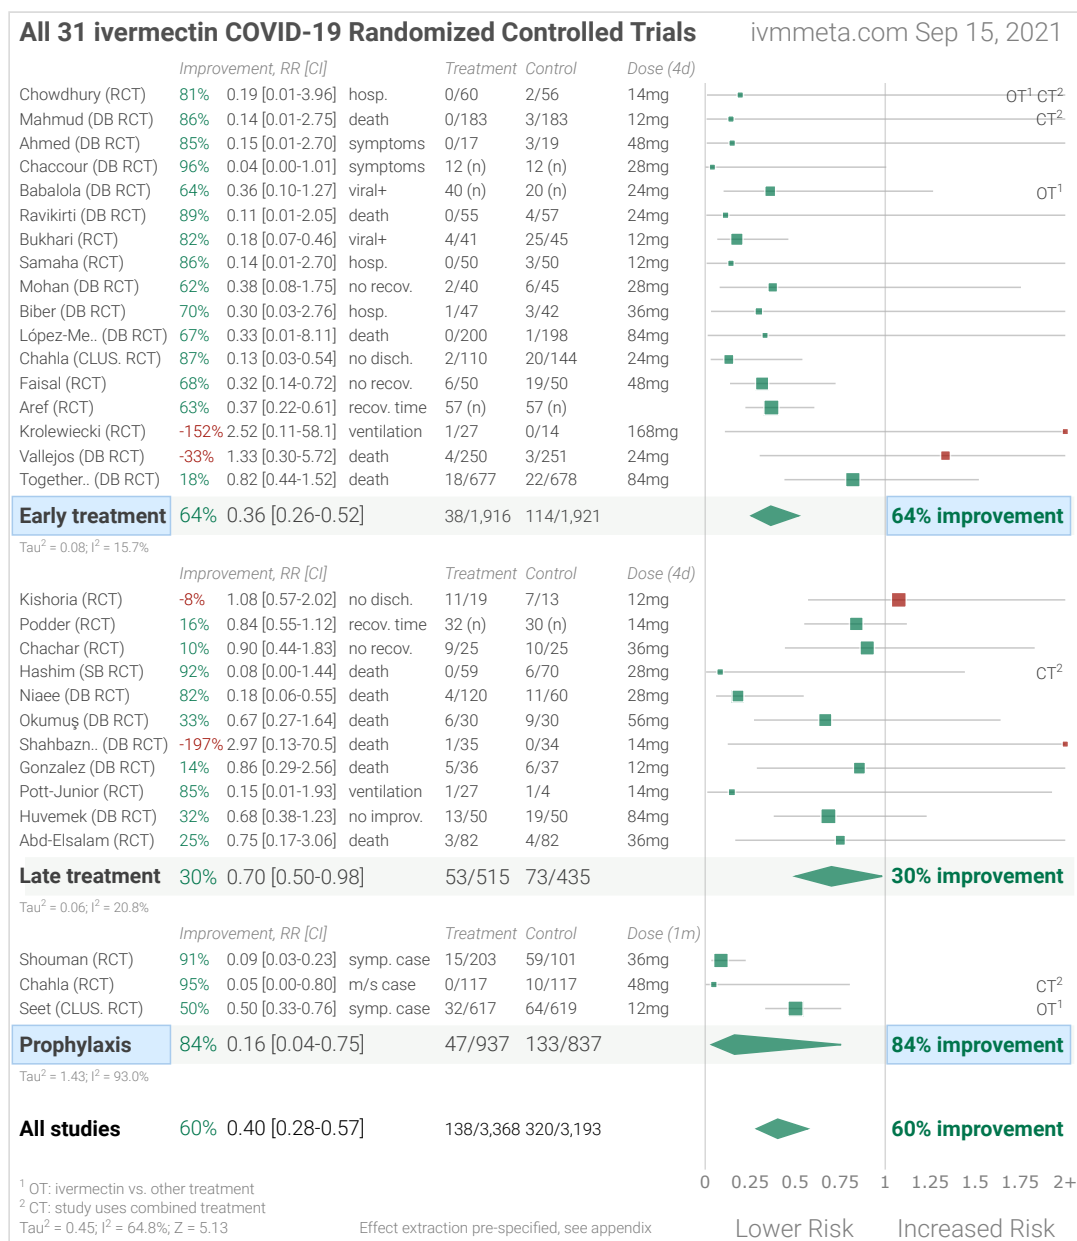 All 31 ivermectin COVID-19 Randomized Controlled Trials ivmmeta.com Sep 15, 2021
Improvement, RR [CI] Treatment Control Dose (4d)
Chowdhury (RCT) 81% 0.19 [0.01-3.96] hosp. 0/60 2/56 14mg OT¹ CT²
Mahmud (DB RCT) 86% 0.14 [0.01-2.75] death 0/183 3/183 12mg CT²
Ahmed (DB RCT) 85% 0.15 [0.01-2.70] symptoms 0/17 3/19 48mg
Chaccour (DB RCT) 96% 0.04 [0.00-1.01] symptoms 12 (n) 12 (n) 28mg
Babalola (DB RCT) 64% 0.36 [0.10-1.27] viral+ 40 (n) 20 (n) 24mg OT¹
Ravikirti (DB RCT) 89% 0.11 [0.01-2.05] death 0/55 4/57 24mg
Bukhari (RCT) 82% 0.18 [0.07-0.46] viral+ 4/41 25/45 12mg
Samaha (RCT) 86% 0.14 [0.01-2.70] hosp. 0/50 3/50 12mg
Mohan (DB RCT) 62% 0.38 [0.08-1.75] no recov. 2/40 6/45 28mg
Biber (DB RCT) 70% 0.30 [0.03-2.76] hosp. 1/47 3/42 36mg
López-Me.. (DB RCT) 67% 0.33 [0.01-8.11] death 0/200 1/198 84mg
Chahla (CLUS. RCT) 87% 0.13 [0.03-0.54] no disch. 2/110 20/144 24mg
Faisal (RCT) 68% 0.32 [0.14-0.72] no recov. 6/50 19/50 48mg
Aref (RCT) 63% 0.37 [0.22-0.61] recov. time 57 (n) 57 (n)
Krolewiecki (RCT) -152% 2.52 [0.11-58.1] ventilation 1/27 0/14 168mg
Vallejos (DB RCT) -33% 1.33 [0.30-5.72] death 4/250 3/251 24mg
Together.. (DB RCT) 18% 0.82 [0.44-1.52] death 18/677 22/678 84mg
Early treatment 64% 0.36 [0.26-0.52] 38/1,916 114/1,921 64% improvement
Tau² = 0.08; I² = 15.7%
Improvement, RR [CI] Treatment Control Dose (4d)
Kishoria (RCT) -8% 1.08 [0.57-2.02] no disch. 11/19 7/13 12mg
Podder (RCT) 16% 0.84 [0.55-1.12] recov. time 32 (n) 30 (n) 14mg
Chachar (RCT) 10% 0.90 [0.44-1.83] no recov. 9/25 10/25 36mg
Hashim (SB RCT) 92% 0.08 [0.00-1.44] death 0/59 6/70 28mg CT²
Niaee (DB RCT) 82% 0.18 [0.06-0.55] death 4/120 11/60 28mg
Okumuş (DB RCT) 33% 0.67 [0.27-1.64] death 6/30 9/30 56mg
Shahbazn.. (DB RCT) -197% 2.97 [0.13-70.5] death 1/35 0/34 14mg
Gonzalez (DB RCT) 14% 0.86 [0.29-2.56] death 5/36 6/37 12mg
Pott-Junior (RCT) 85% 0.15 [0.01-1.93] ventilation 1/27 1/4 14mg
Huvemek (DB RCT) 32% 0.68 [0.38-1.23] no improv. 13/50 19/50 84mg
Abd-Elsalam (RCT) 25% 0.75 [0.17-3.06] death 3/82 4/82 36mg
Late treatment 30% 0.70 [0.50-0.98] 53/515 73/435 30% improvement
Tau² = 0.06; I² = 20.8%
Improvement, RR [CI] Treatment Control Dose (1m)
Shouman (RCT) 91% 0.09 [0.03-0.23] symp. case 15/203 59/101 36mg
Chahla (RCT) 95% 0.05 [0.00-0.80] m/s case 0/117 10/117 48mg CT²
Seet (CLUS. RCT) 50% 0.50 [0.33-0.76] symp. case 32/617 64/619 12mg OT¹
Prophylaxis 84% 0.16 [0.04-0.75] 47/937 133/837 84% improvement
Tau² = 1.43; I² = 93.0%
All studies 60% 0.40 [0.28-0.57] 138/3,368 320/3,193 60% improvement
0 0.25 0.5 0.75 1 1.25 1.5 1.75 2+
¹ OT: ivermectin vs. other treatment
² CT: study uses combined treatment
Tau² = 0.45; I² = 64.8%; Z = 5.13 Effect extraction pre-specified, see appendix Lower Risk Increased Risk